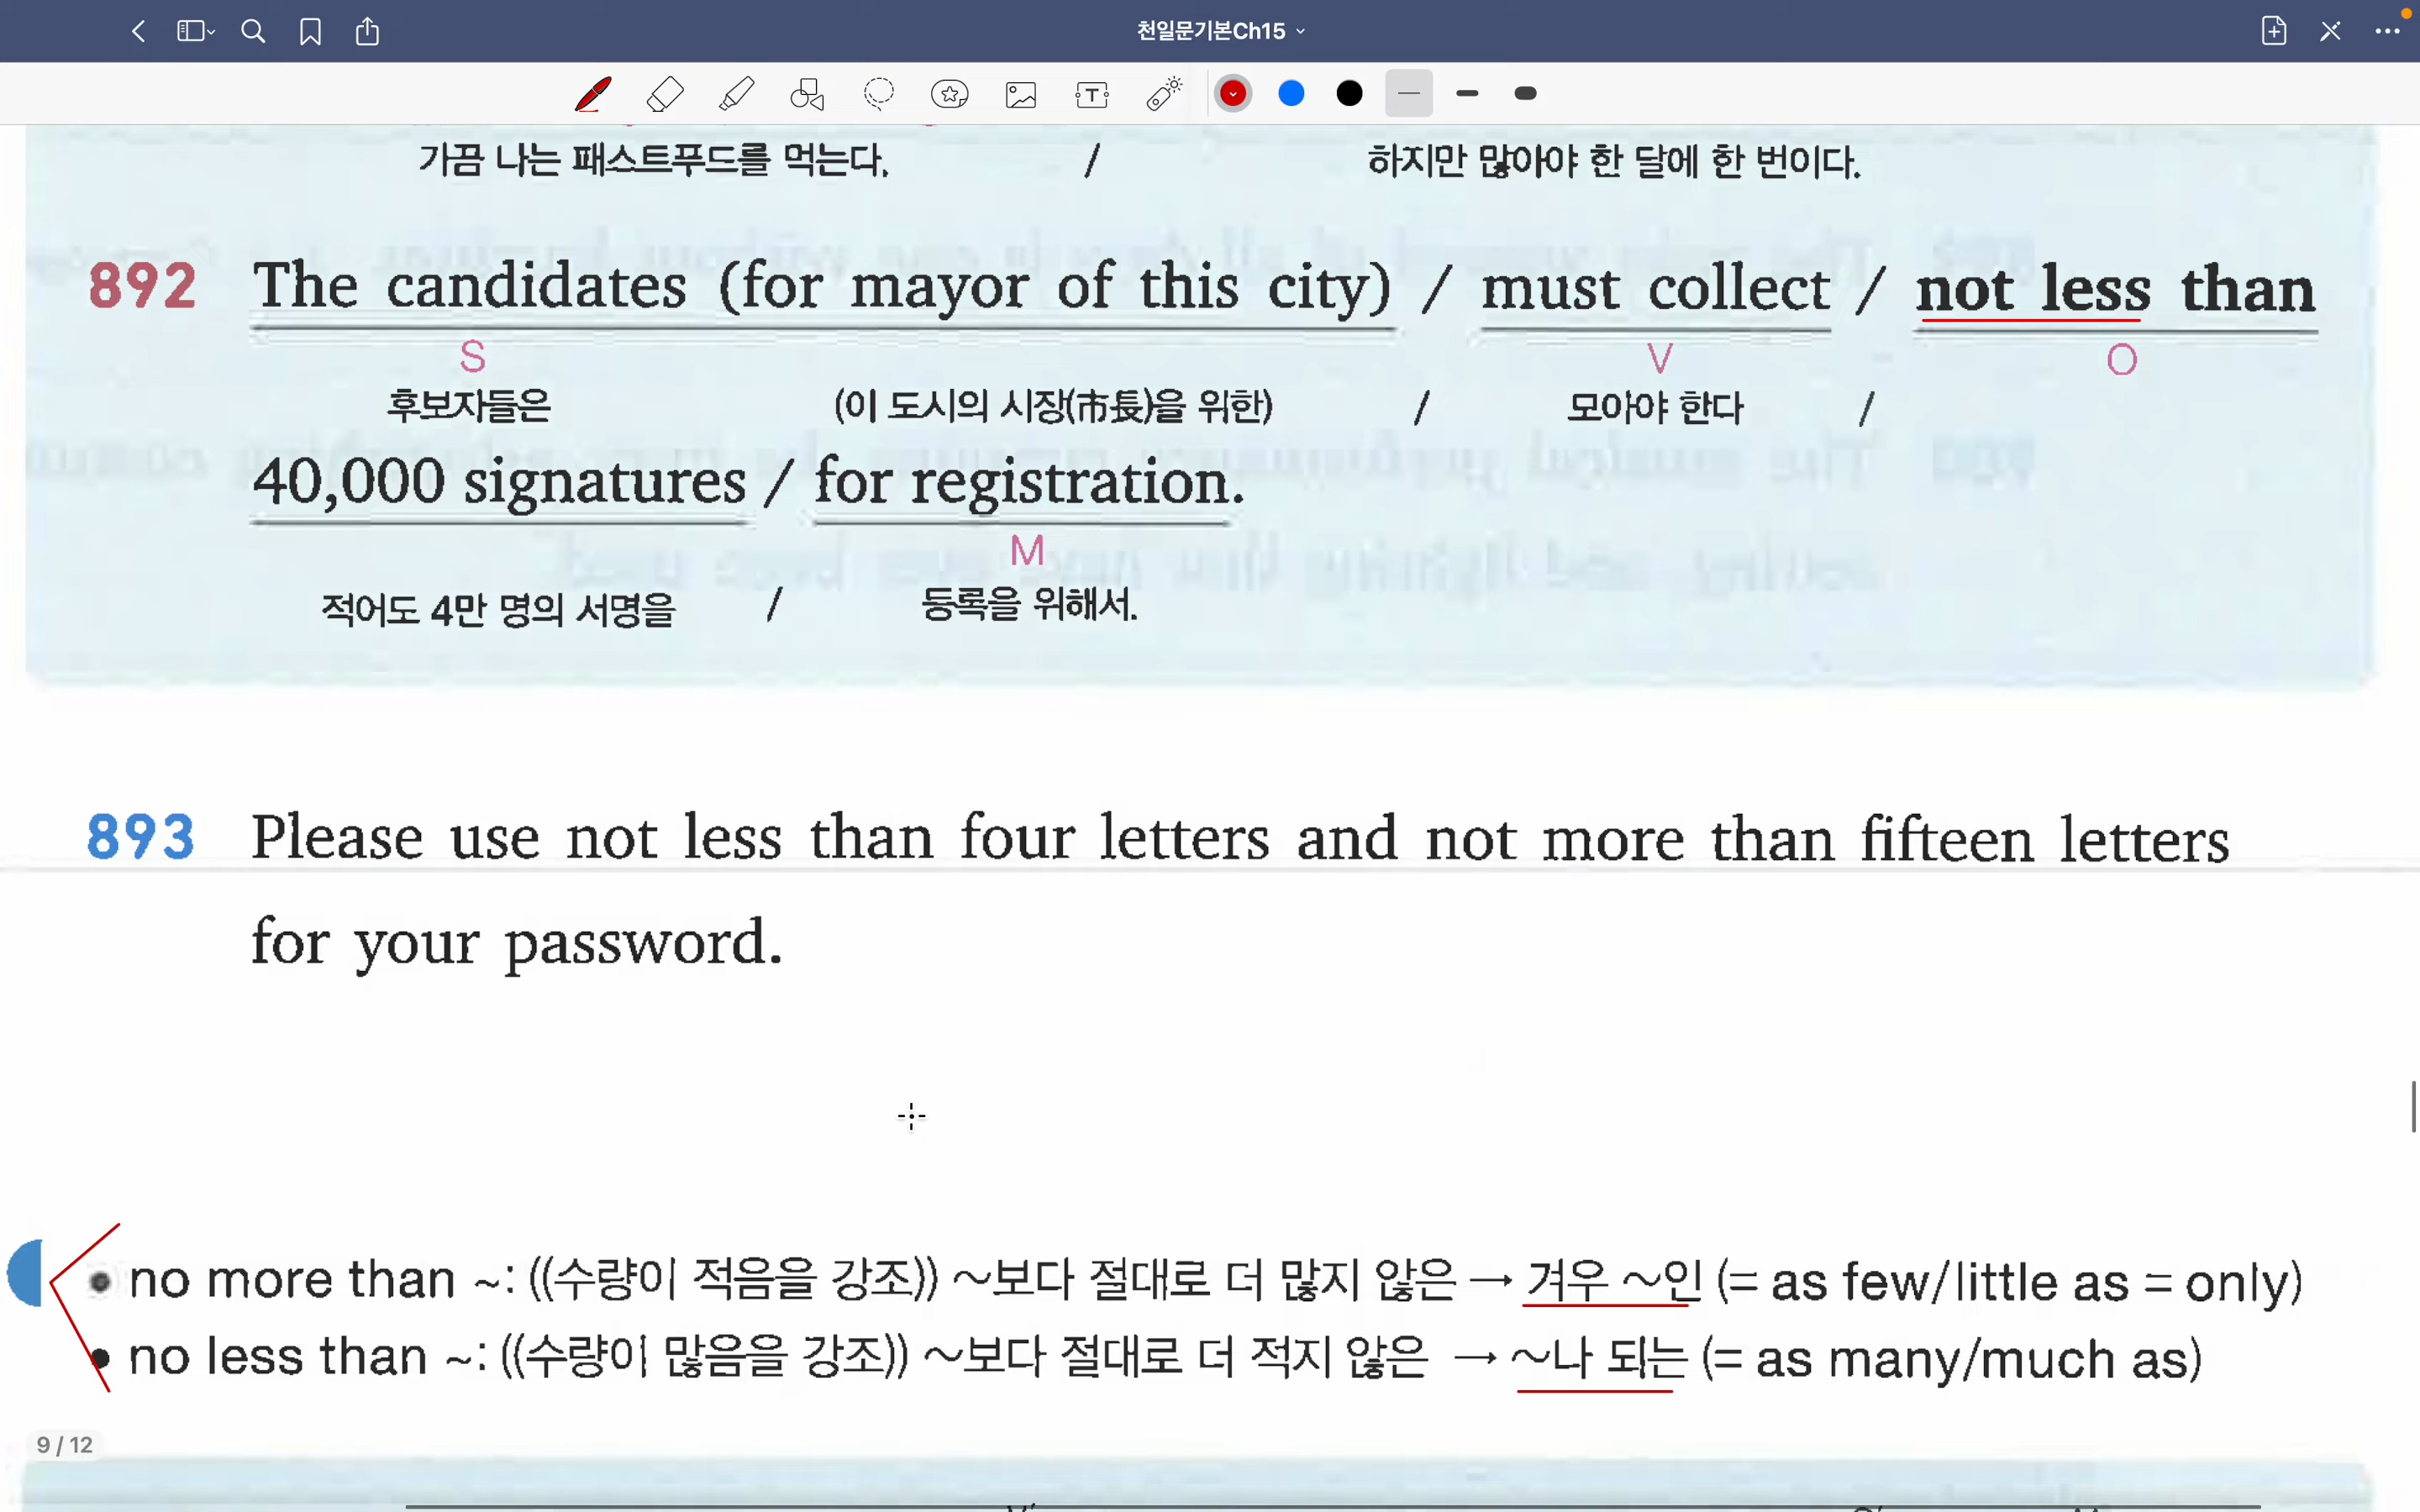 천일문기본Ch15
가끔 나는 패스트푸드를 먹는다. / 하지만 많아야 한 달에 한 번이다.
892 The candidates (for mayor of this city) / must collect / not less than
S V O
후보자들은 (이 도시의 시장(市長)을 위한) / 모아야 한다 /
40,000 signatures / for registration.
M
적어도 4만 명의 서명을 / 등록을 위해서.
893 Please use not less than four letters and not more than fifteen letters
for your password.
• no more than ~: ((수량이 적음을 강조)) ~보다 절대로 더 많지 않은 → 겨우 ~인 (= as few/little as = only)
• no less than ~: ((수량이 많음을 강조)) ~보다 절대로 더 적지 않은 → ~나 되는 (= as many/much as)
9 / 12